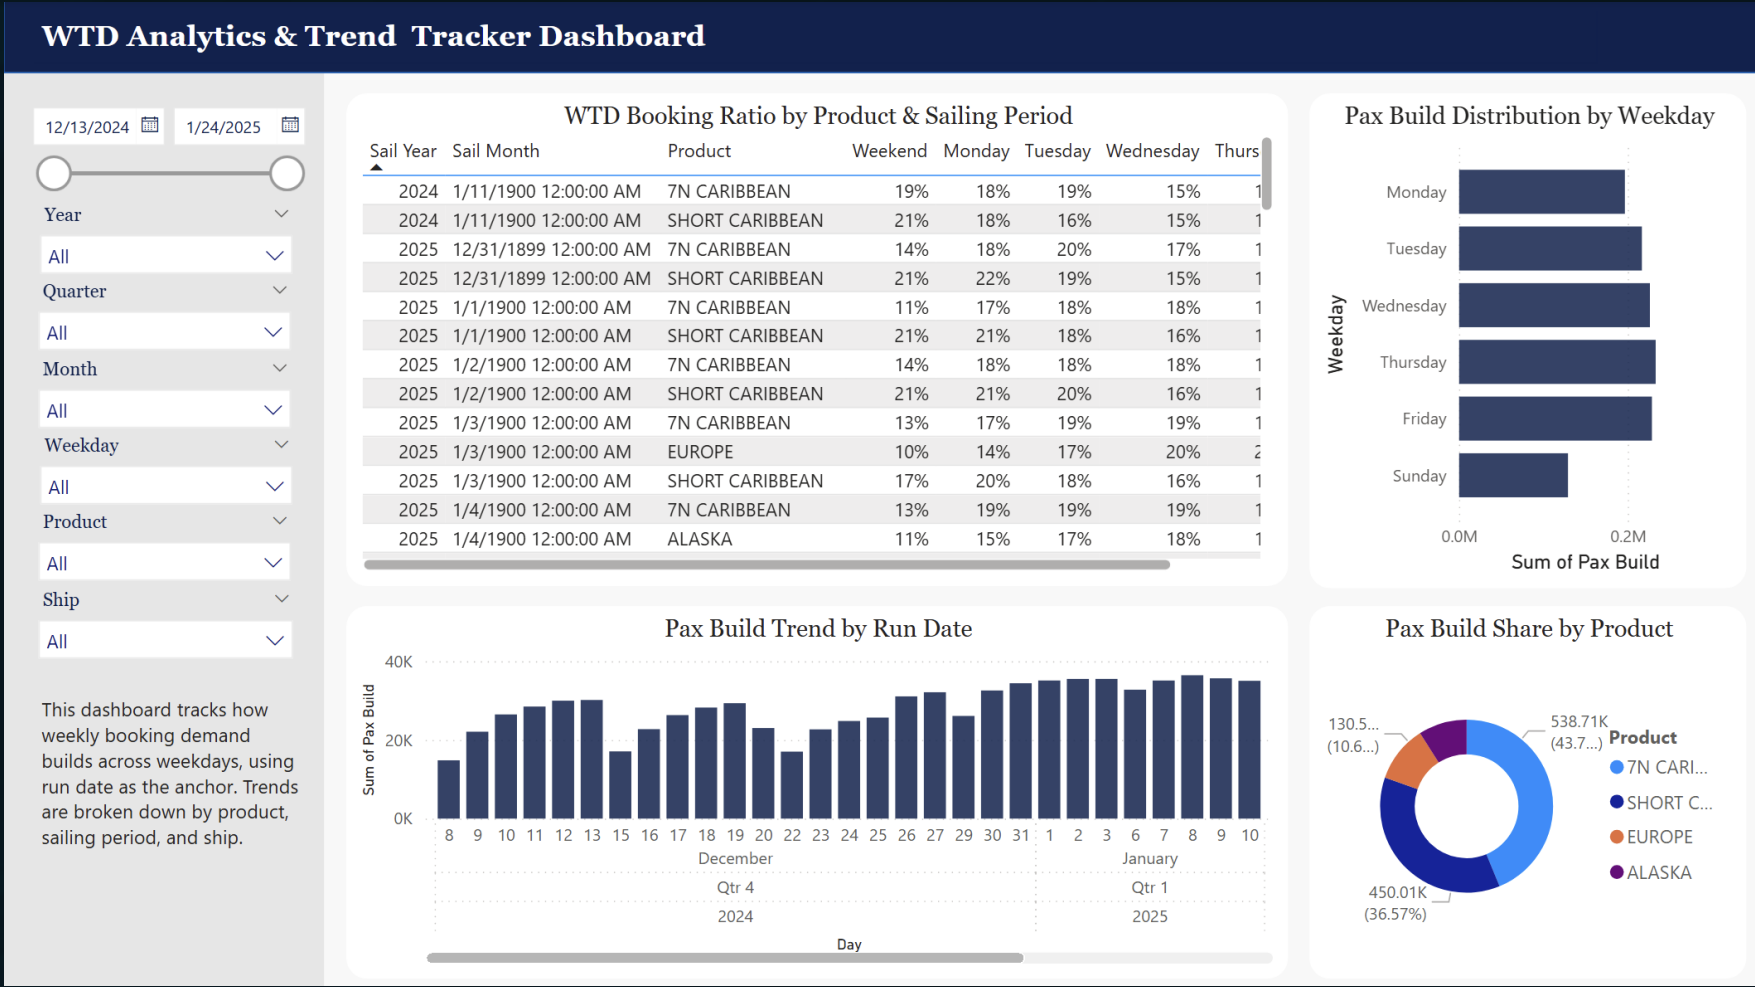 WTD Analytics & Trend  Tracker Dashboard
12/13/2024 1/24/2025
Year
All
Quarter
All
Month
All
Weekday
All
Product
All
Ship
All
This dashboard tracks how
weekly booking demand
builds across weekdays, using
run date as the anchor. Trends
are broken down by product,
sailing period, and ship.
WTD Booking Ratio by Product & Sailing Period
Sail Year Sail Month Product Weekend Monday Tuesday Wednesday Thurs
2024 1/11/1900 12:00:00 AM 7N CARIBBEAN 19% 18% 19% 15% 1
2024 1/11/1900 12:00:00 AM SHORT CARIBBEAN 21% 18% 16% 15% 1
2025 12/31/1899 12:00:00 AM 7N CARIBBEAN 14% 18% 20% 17% 1
2025 12/31/1899 12:00:00 AM SHORT CARIBBEAN 21% 22% 19% 15% 1
2025 1/1/1900 12:00:00 AM 7N CARIBBEAN 11% 17% 18% 18% 1
2025 1/1/1900 12:00:00 AM SHORT CARIBBEAN 21% 21% 18% 16% 1
2025 1/2/1900 12:00:00 AM 7N CARIBBEAN 14% 18% 18% 18% 1
2025 1/2/1900 12:00:00 AM SHORT CARIBBEAN 21% 21% 20% 16% 1
2025 1/3/1900 12:00:00 AM 7N CARIBBEAN 13% 17% 19% 19% 1
2025 1/3/1900 12:00:00 AM EUROPE 10% 14% 17% 20% 2
2025 1/3/1900 12:00:00 AM SHORT CARIBBEAN 17% 20% 18% 16% 1
2025 1/4/1900 12:00:00 AM 7N CARIBBEAN 13% 19% 19% 19% 1
2025 1/4/1900 12:00:00 AM ALASKA 11% 15% 17% 18% 1
Pax Build Distribution by Weekday
Weekday
Monday
Tuesday
Wednesday
Thursday
Friday
Sunday
0.0M 0.2M
Sum of Pax Build
Pax Build Trend by Run Date
Sum of Pax Build
40K
20K
0K
8 9 10 11 12 13 15 16 17 18 19 20 22 23 24 25 26 27 29 30 31 1 2 3 6 7 8 9 10
December January
Qtr 4 Qtr 1
2024 2025
Day
Pax Build Share by Product
130.5...
(10.6...)
538.71K
(43.7...)
450.01K
(36.57%)
Product
7N CARI...
SHORT C...
EUROPE
ALASKA